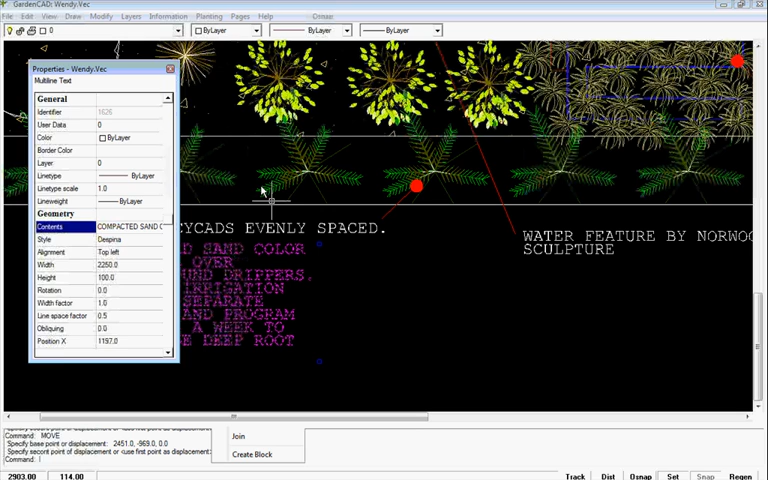 GardenCAD: Wendy.Vec
File Edit View Draw Modify Layers Information Planting Pages Help Ortho
0
ByLayer
ByLayer
ByLayer
Properties - Wendy.Vec
Multiline Text
General
Identifier 1626
User Data 0
Color ByLayer
Border Color
Layer 0
Linetype ByLayer
Linetype scale 1.0
Lineweight ByLayer
Geometry
Contents COMPACTED SAND C
Style Despina
Alignment Top left
Width 2250.0
Height 100.0
Rotation 0.0
Width factor 1.0
Line space factor 0.5
Obliquing 0.0
Position X 1197.0
YCADS EVENLY SPACED.
D SAND COLOR
OVER
UND DRIPPERS,
IRRIGATION
SEPARATE
AND PROGRAM
A WEEK TO
E DEEP ROOT
WATER FEATURE BY NORWOO
SCULPTURE
Command: MOVE
Specify base point or displacement: 2451.0, -969.0, 0.0
Specify second point of displacement or <use first point as displacement
Command:
Join
Create Block
2903.00 114.00 Track Dist Osnap Set Snap Regen